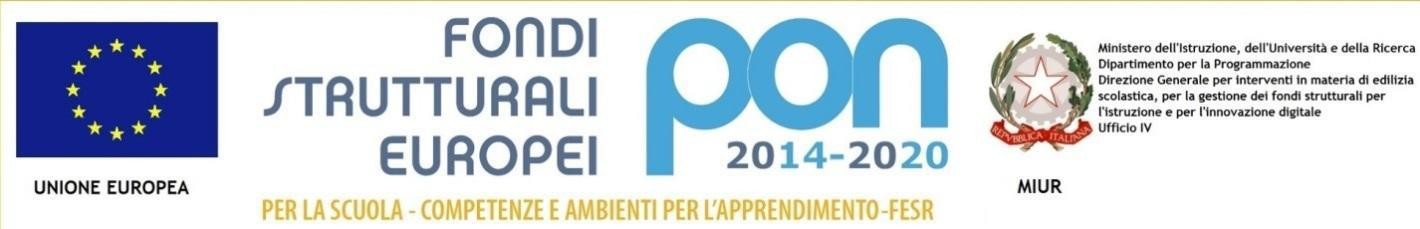 UNIONE EUROPEA
FONDI
STRUTTURALI
EUROPEI
pon
2014-2020
PER LA SCUOLA - COMPETENZE E AMBIENTI PER L'APPRENDIMENTO-FESR
REPVBBLICA ITALIANA
MIUR
Ministero dell'Istruzione, dell'Università e della Ricerca
Dipartimento per la Programmazione
Direzione Generale per interventi in materia di edilizia
scolastica, per la gestione dei fondi strutturali per
l'istruzione e per l'innovazione digitale
Ufficio IV